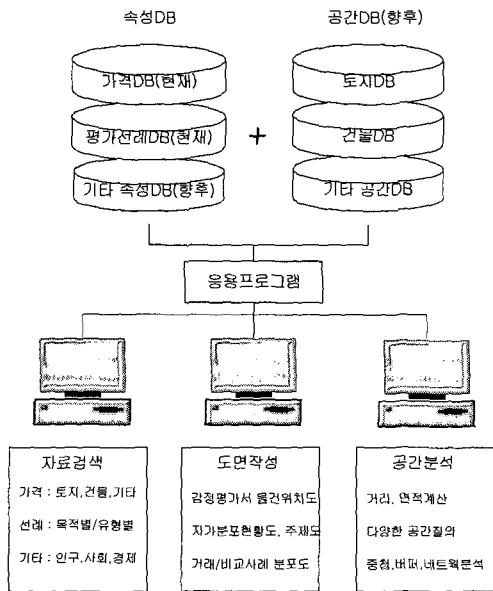 속성DB
공간DB(향후)
가격DB(현재)
평가선례DB(현재)
기타 속성DB(향후)
+
토지DB
건물DB
기타 공간DB
응용프로그램
자료검색
가격 : 토지,건물,기타
선례 : 목적별/유형별
기타 : 인구,사회,경제
도면작성
감정평가서 물건위치도
지가분포현황도, 주제도
거래/비교사례 분포도
공간분석
거리, 면적계산
다양한 공간질의
중첩,버퍼,네트웍분석